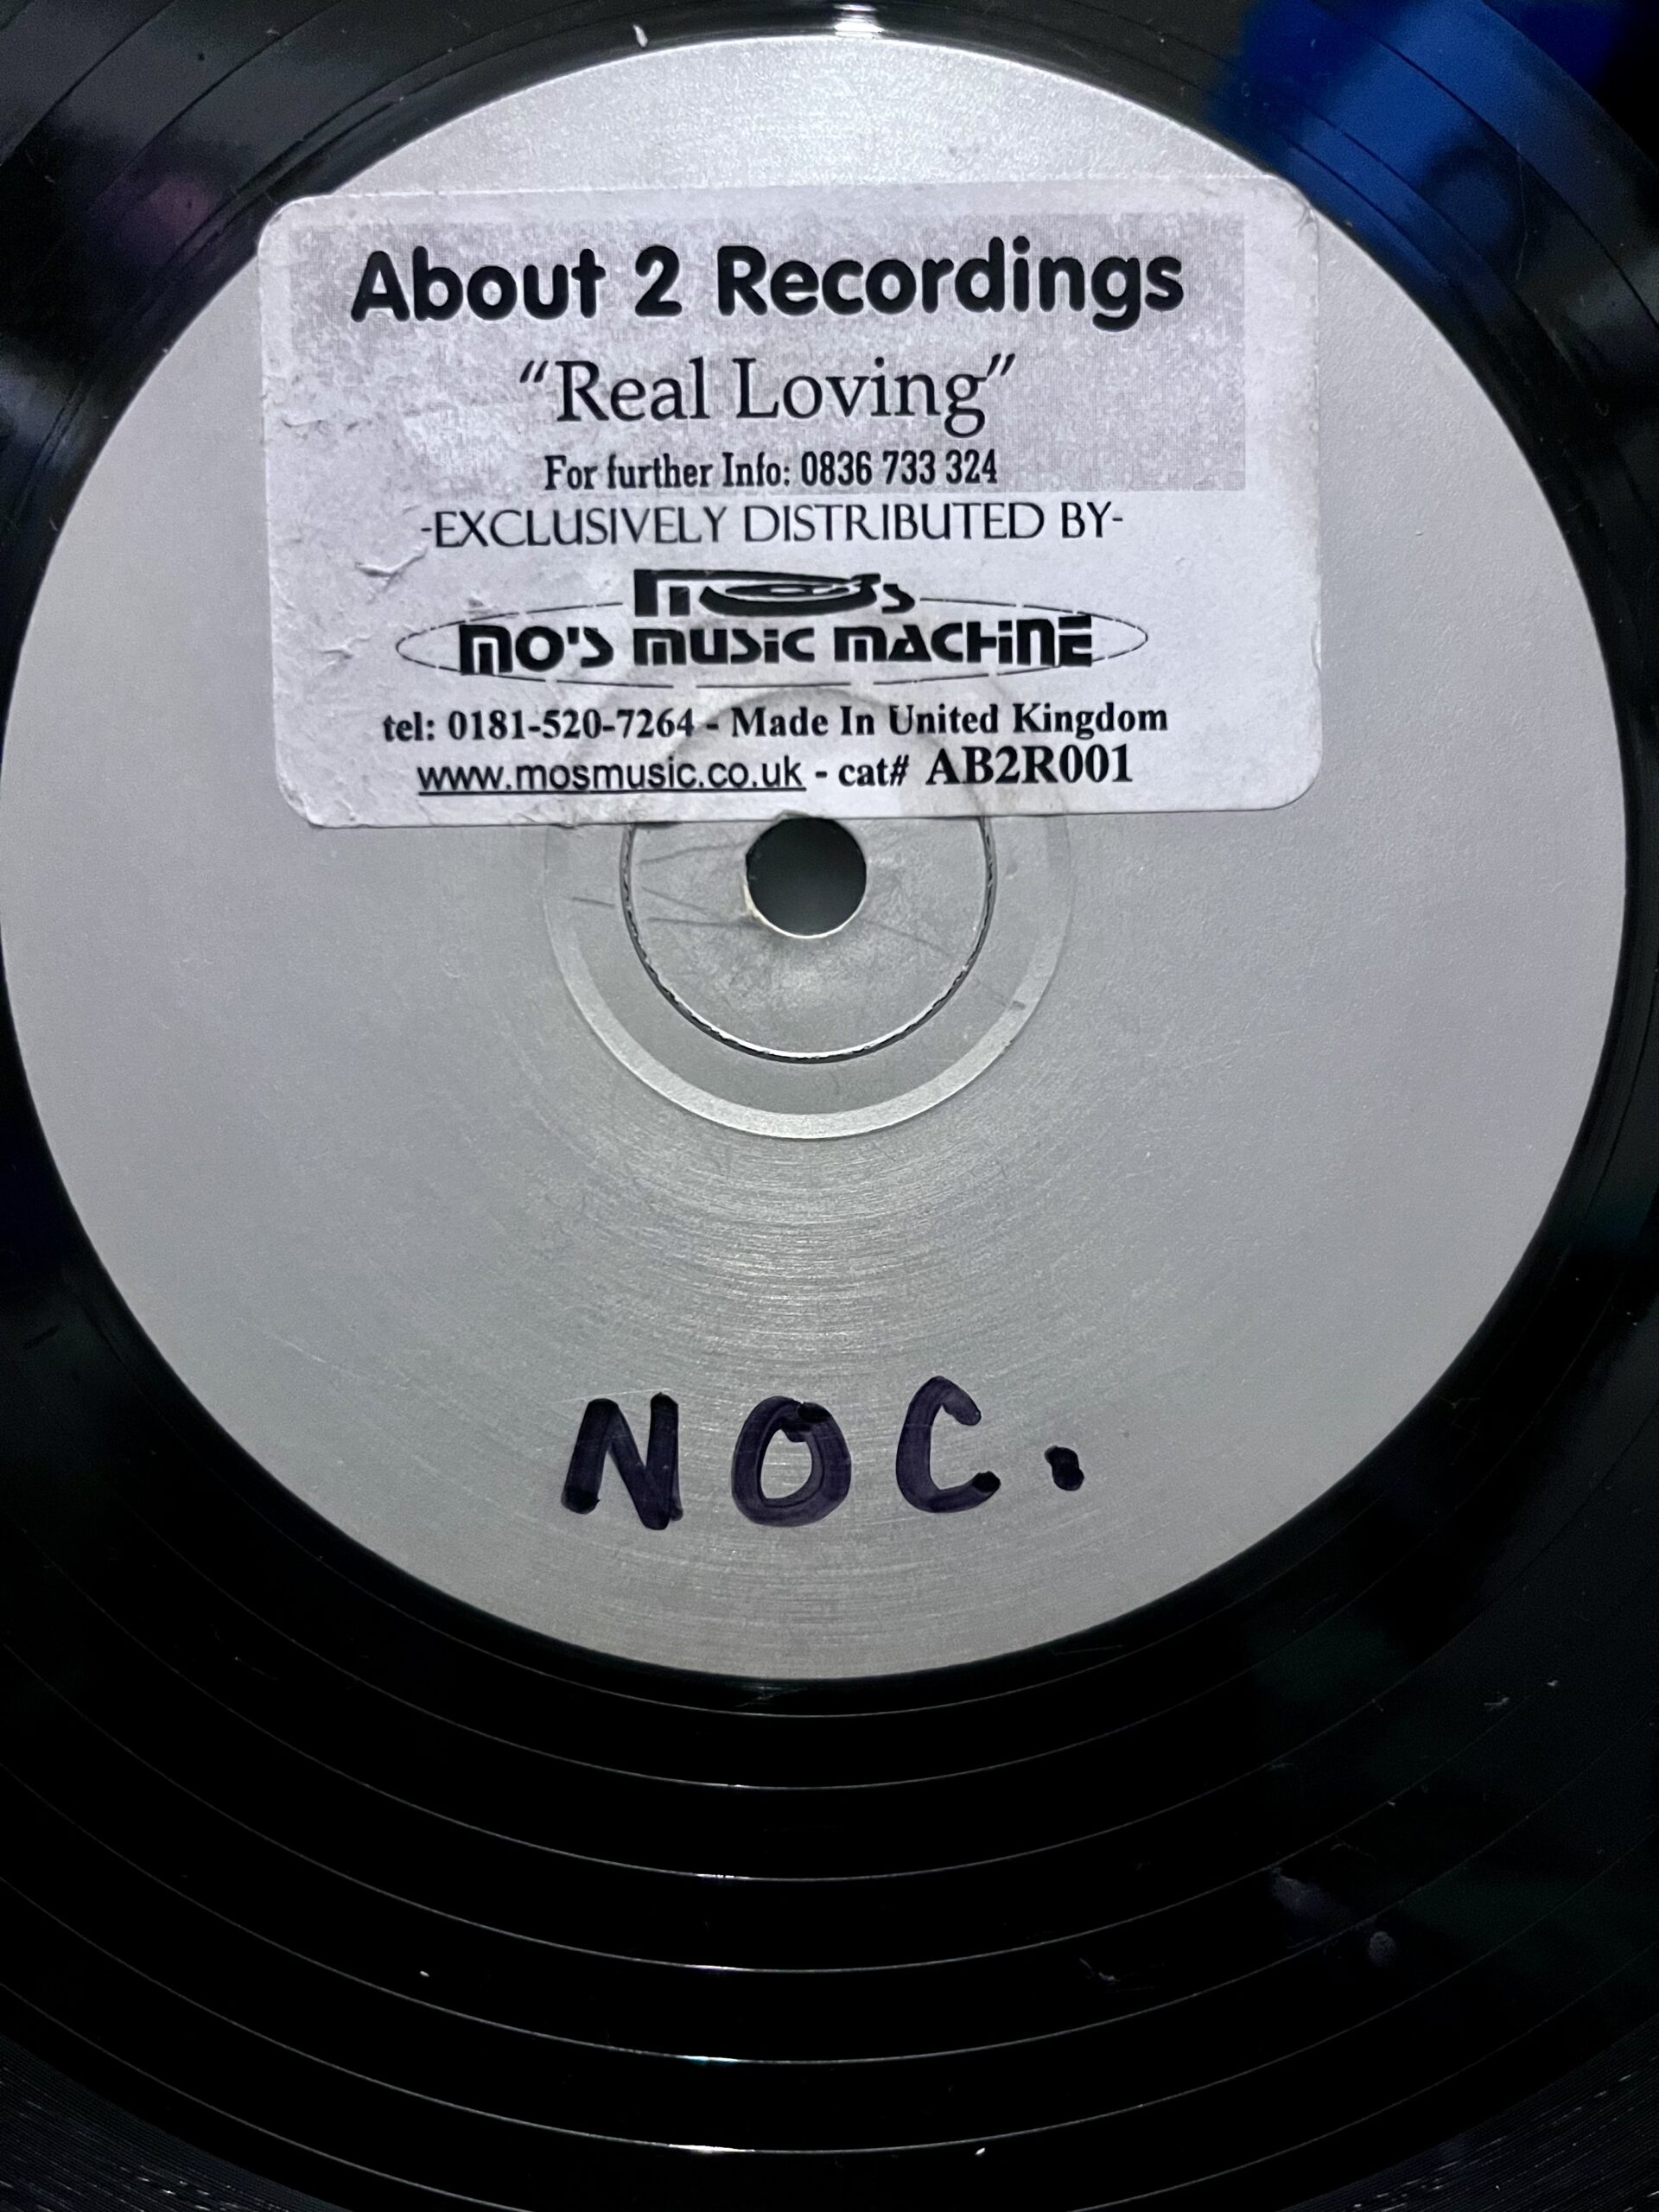 About 2 Recordings
“Real Loving”
For further Info: 0836 733 324
-EXCLUSIVELY DISTRIBUTED BY-
mo's
MO'S MUSIC MACHINE
tel: 0181-520-7264 - Made In United Kingdom
www.mosmusic.co.uk - cat# AB2R001
NOC.